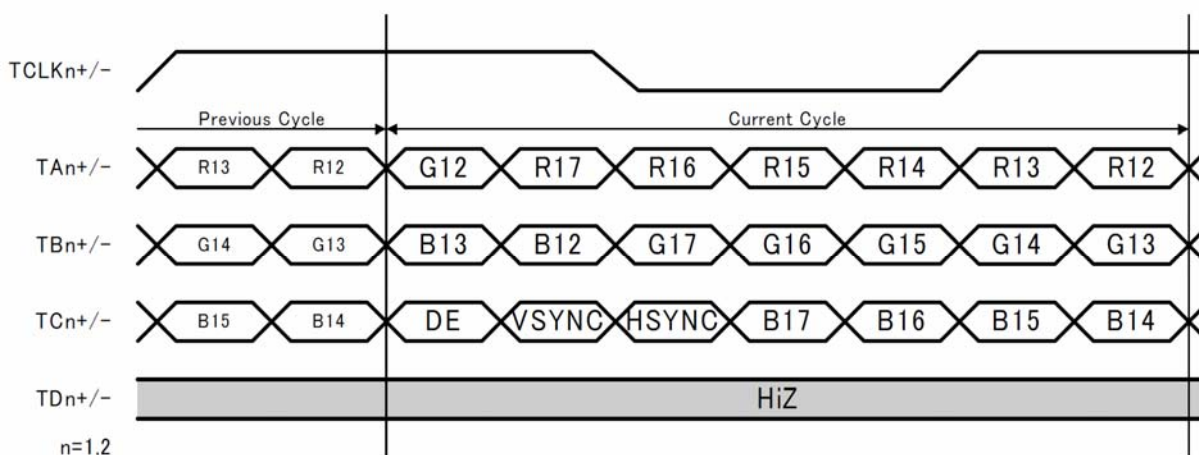 TCLKn+/-
Previous Cycle Current Cycle
TAn+/- R13 R12 G12 R17 R16 R15 R14 R13 R12
TBn+/- G14 G13 B13 B12 G17 G16 G15 G14 G13
TCn+/- B15 B14 DE VSYNC HSYNC B17 B16 B15 B14
TDn+/- HiZ
n=1.2